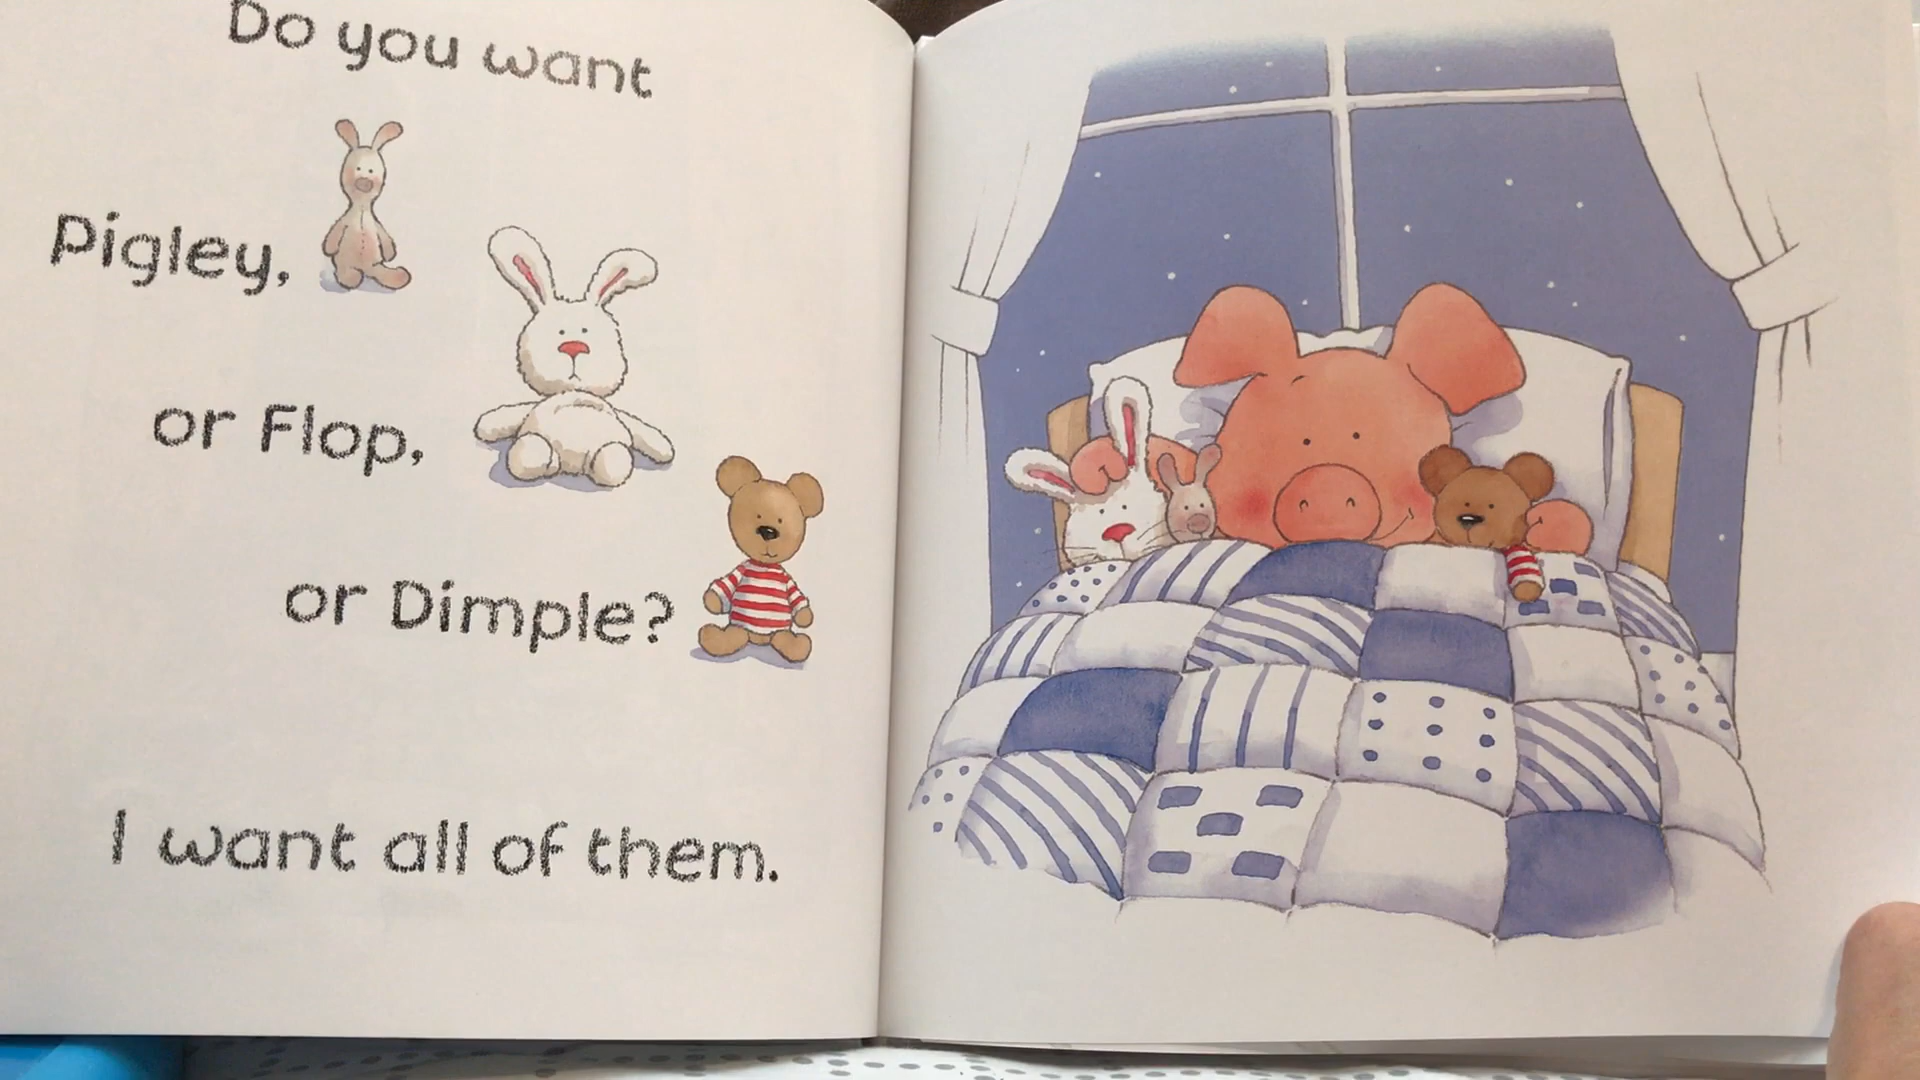 Do you want
Pigley,
or Flop,
or Dimple?
I want all of them.